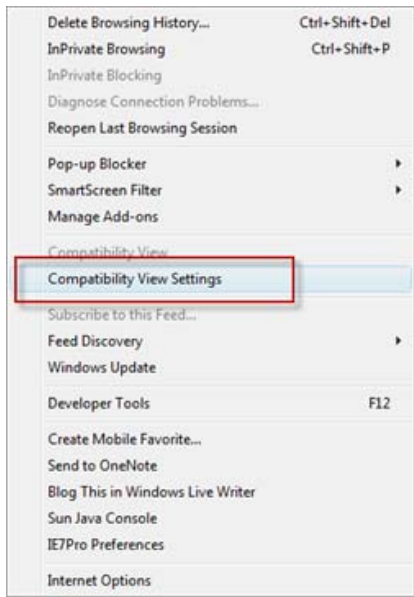 Delete Browsing History... Ctrl+Shift+Del
InPrivate Browsing Ctrl+Shift+P
InPrivate Blocking
Diagnose Connection Problems...
Reopen Last Browsing Session
Pop-up Blocker
SmartScreen Filter
Manage Add-ons
Compatibility View
Compatibility View Settings
Subscribe to this Feed...
Feed Discovery
Windows Update
Developer Tools F12
Create Mobile Favorite...
Send to OneNote
Blog This in Windows Live Writer
Sun Java Console
IE7Pro Preferences
Internet Options